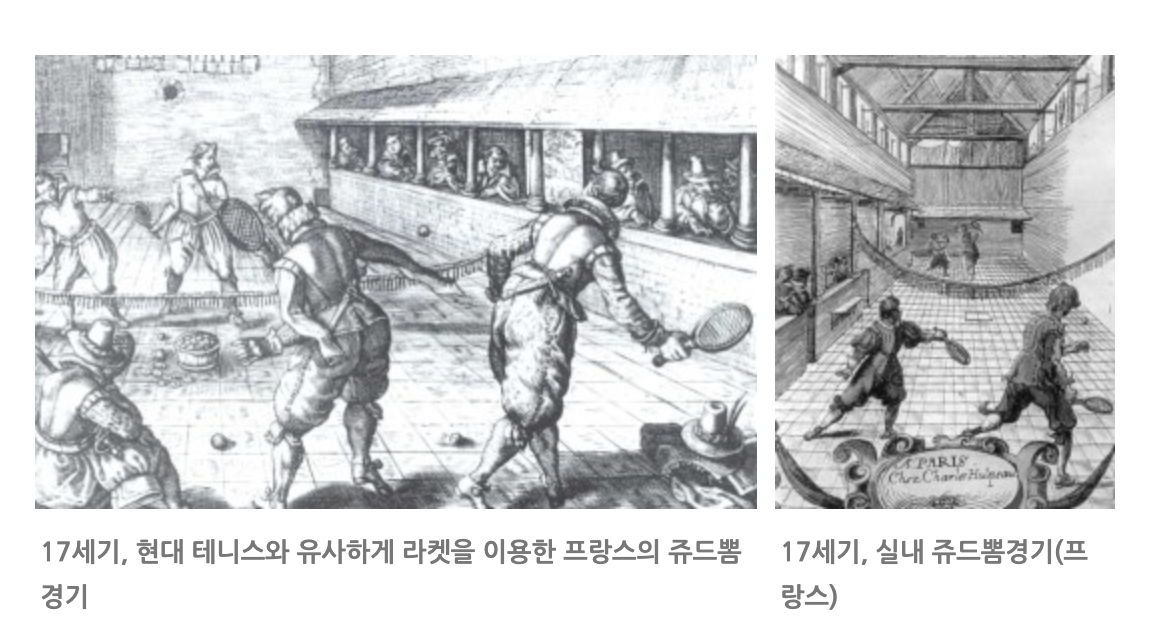 A PARIS
Chez Charles Hulpeau
17세기, 현대 테니스와 유사하게 라켓을 이용한 프랑스의 쥬드뽐
경기
17세기, 실내 쥬드뽐경기(프
랑스)